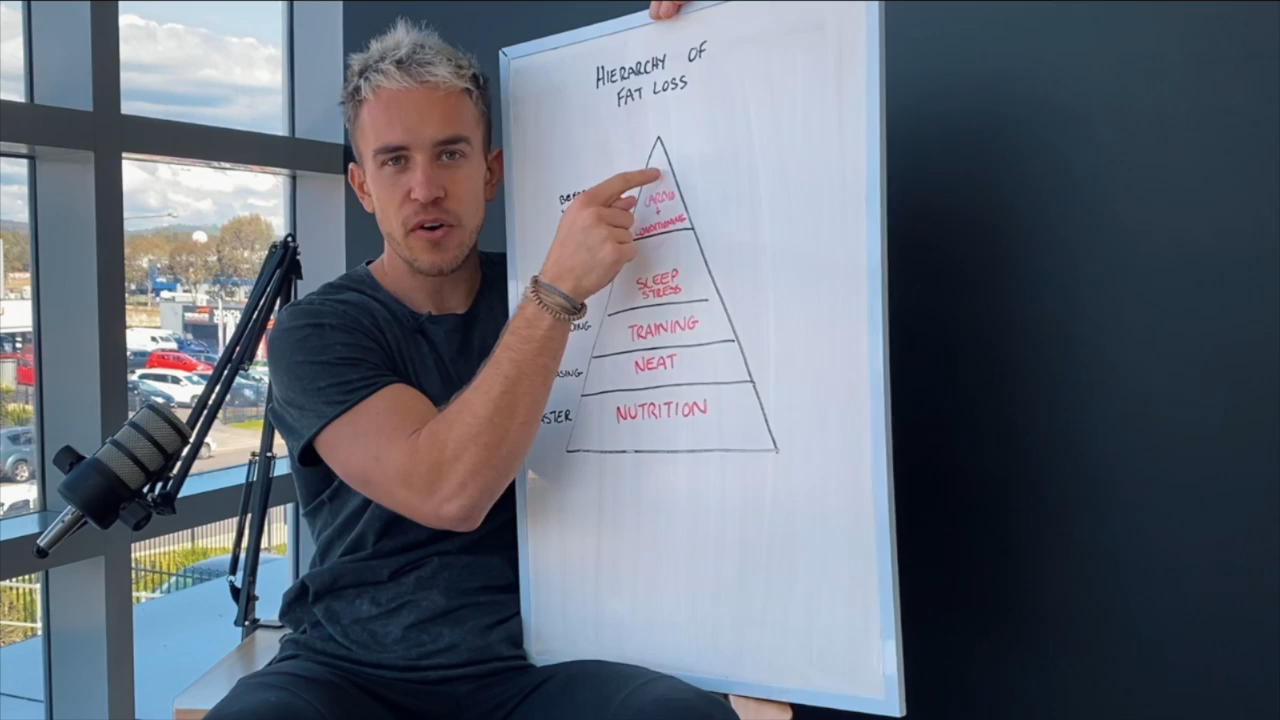 HIERARCHY OF
FAT LOSS
CARDIO
+
CONDITIONING
SLEEP
STRESS
TRAINING
NEAT
NUTRITION